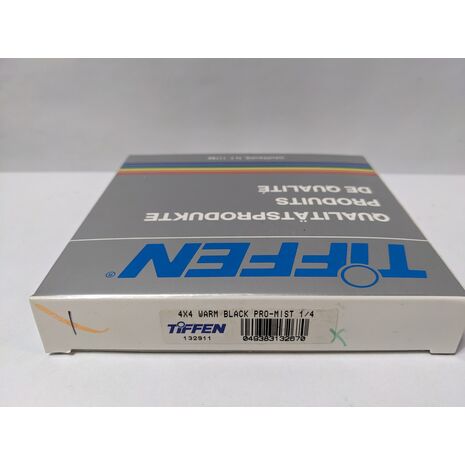 TIFFEN®
QUALITÄTSPRODUKTE
PRODUITS
DE QUALITÉ
4X4 WARM BLACK PRO-MIST 1/4
TIFFEN
132911
049383132670
X